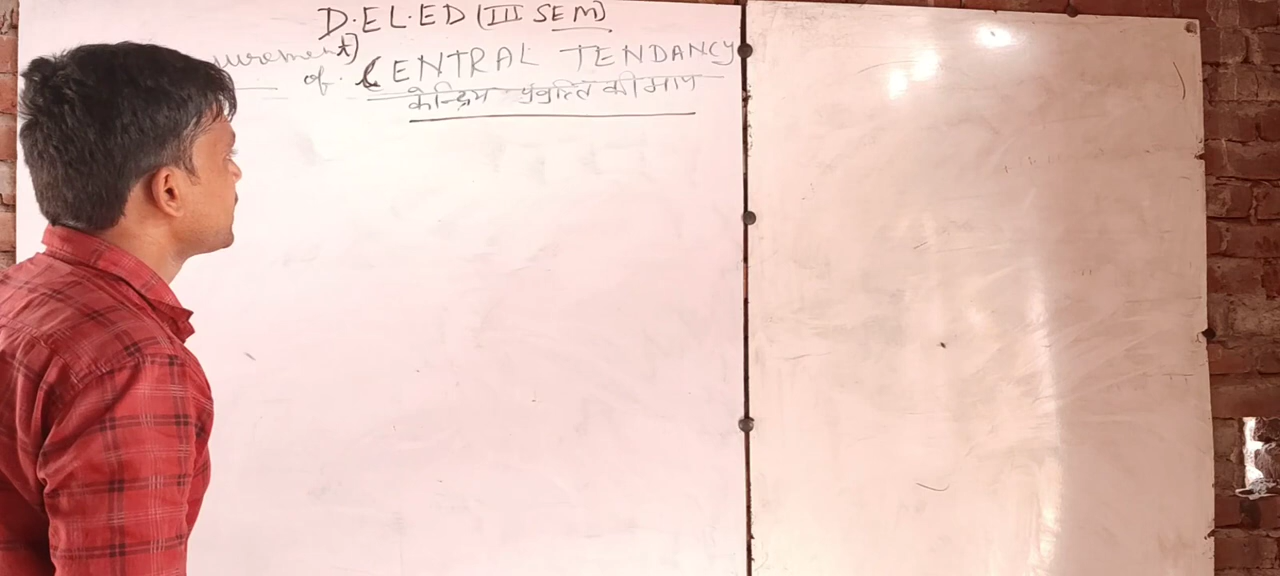 D.EL.ED (III SEM)
urement)
of CENTRAL TENDANCY
केन्द्रिय प्रवृत्ति की माप